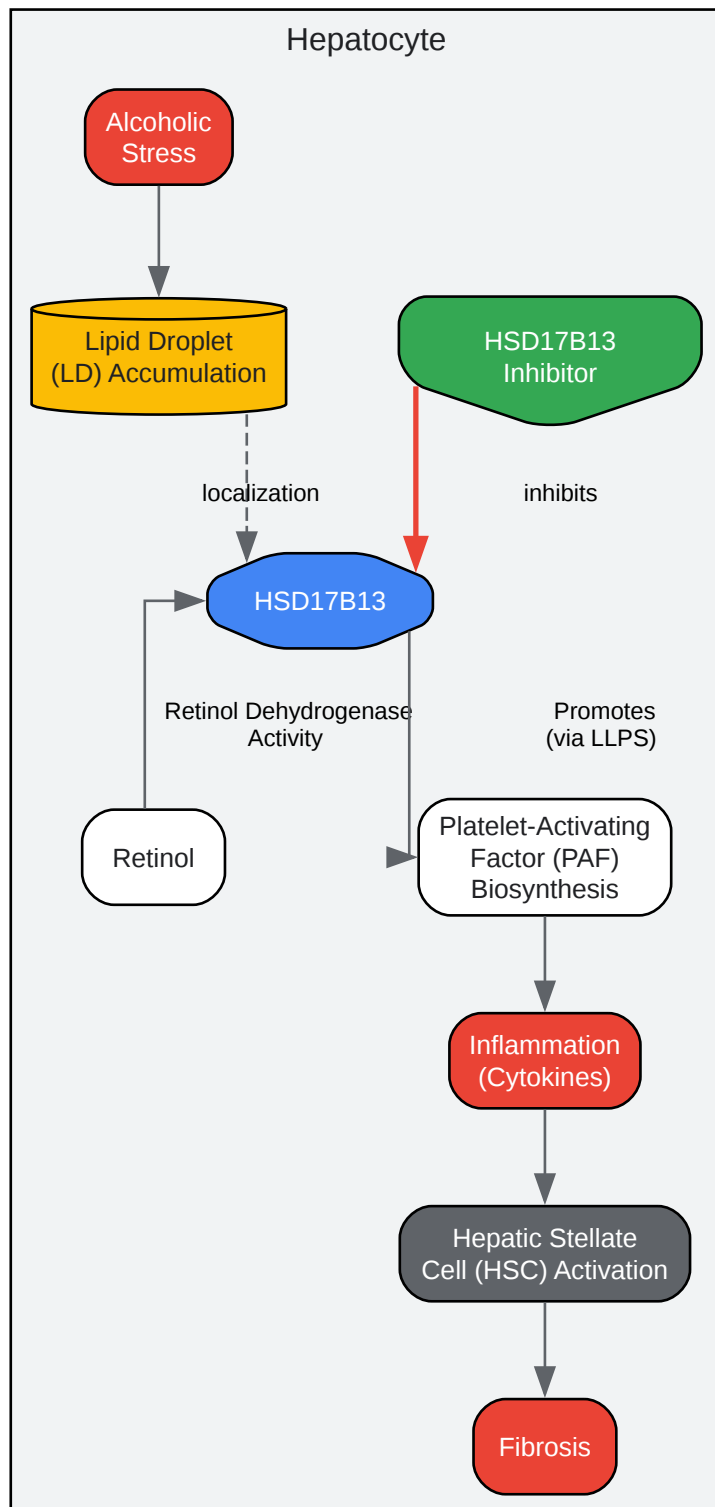 Hepatocyte
Alcoholic
Stress
Lipid Droplet
(LD) Accumulation
HSD17B13
Inhibitor
localization
inhibits
HSD17B13
Retinol Dehydrogenase
Activity
Promotes
(via LLPS)
Retinol
Platelet-Activating
Factor (PAF)
Biosynthesis
Inflammation
(Cytokines)
Hepatic Stellate
Cell (HSC) Activation
Fibrosis